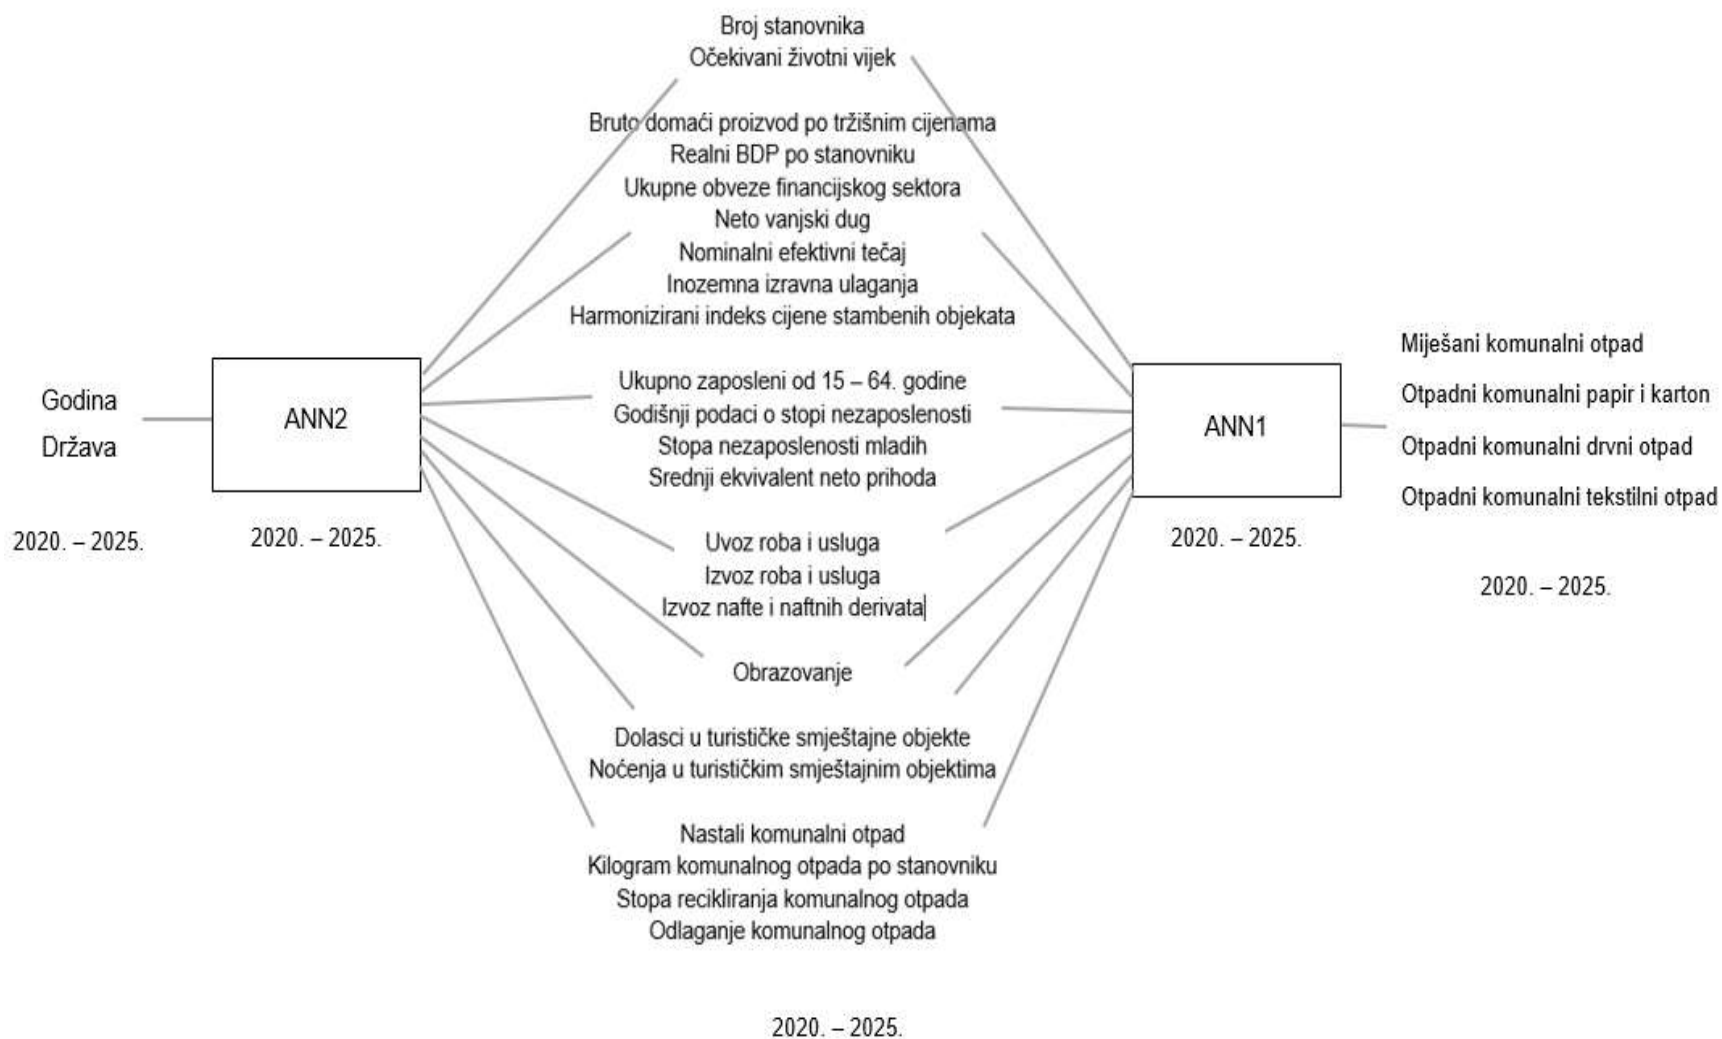 Broj stanovnika
Očekivani životni vijek
Bruto domaći proizvod po tržišnim cijenama
Realni BDP po stanovniku
Ukupne obveze financijskog sektora
Neto vanjski dug
Nominalni efektivni tečaj
Inozemna izravna ulaganja
Harmonizirani indeks cijene stambenih objekata
Ukupno zaposleni od 15 – 64. godine
Godišnji podaci o stopi nezaposlenosti
Stopa nezaposlenosti mladih
Srednji ekvivalent neto prihoda
Uvoz roba i usluga
Izvoz roba i usluga
Izvoz nafte i naftnih derivata
Obrazovanje
Dolasci u turističke smještajne objekte
Noćenja u turističkim smještajnim objektima
Nastali komunalni otpad
Kilogram komunalnog otpada po stanovniku
Stopa recikliranja komunalnog otpada
Odlaganje komunalnog otpada
2020. – 2025.
Godina
Država
2020. – 2025.
ANN2
2020. – 2025.
ANN1
2020. – 2025.
Miješani komunalni otpad
Otpadni komunalni papir i karton
Otpadni komunalni drvni otpad
Otpadni komunalni tekstilni otpad
2020. – 2025.